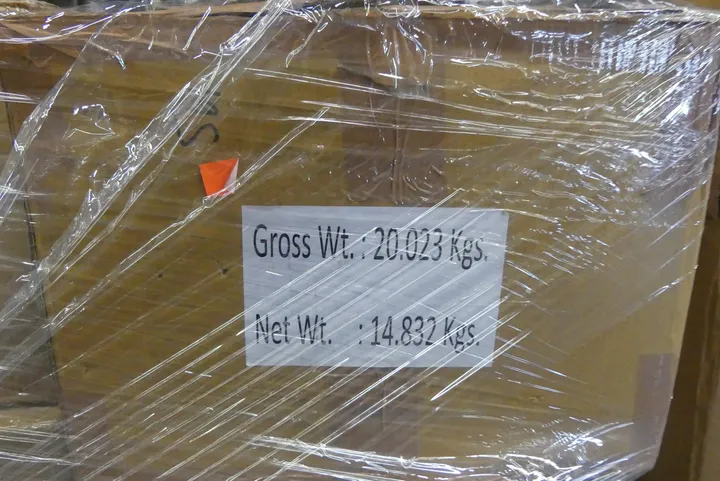 Gross Wt. : 20.023 Kgs.
Net Wt. : 14.832 Kgs.